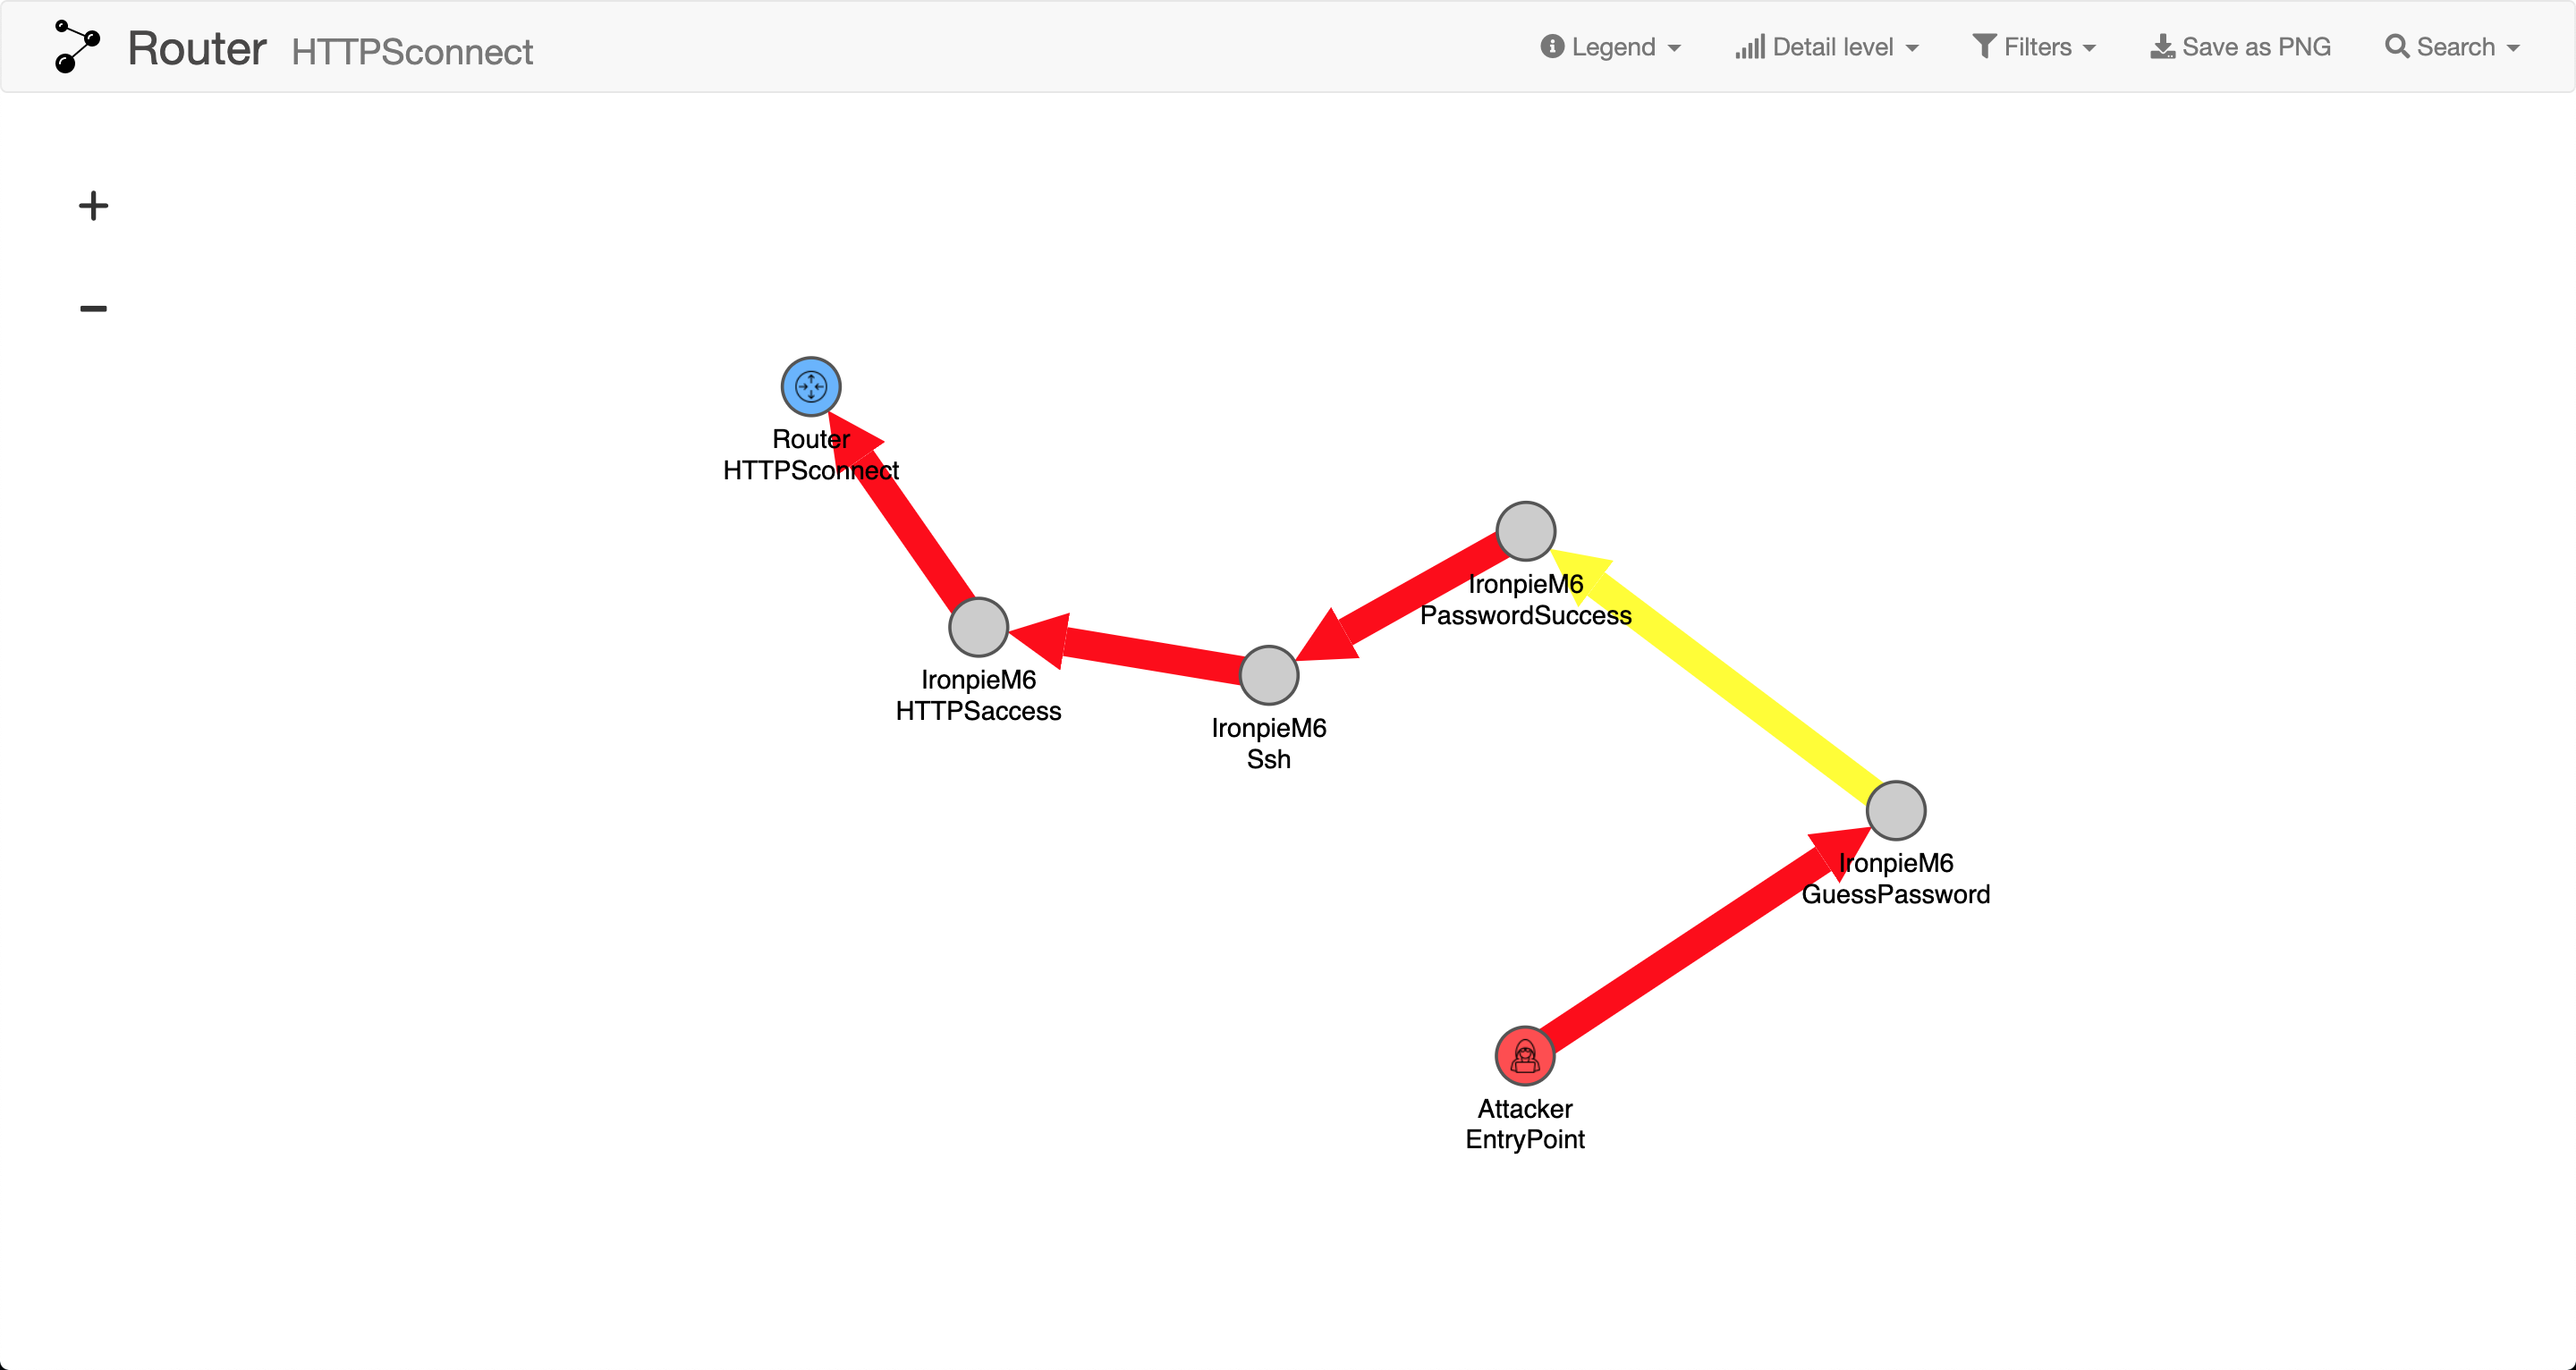 Router HTTPSconnect
Legend
Detail level
Filters
Save as PNG
Search
Router
HTTPSconnect
IronpieM6
PasswordSuccess
IronpieM6
HTTPSaccess
IronpieM6
Ssh
IronpieM6
GuessPassword
Attacker
EntryPoint